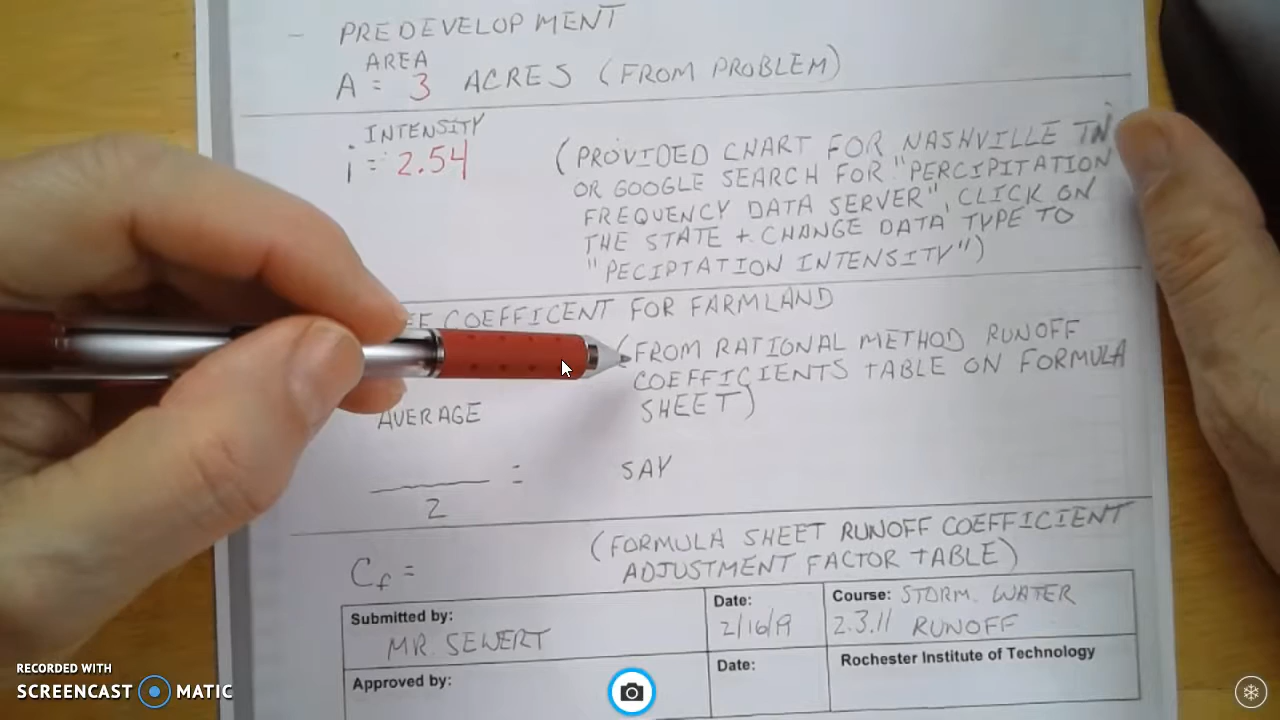 - PREDEVELOPMENT
AREA
A = 3 ACRES (FROM PROBLEM)
INTENSITY
i = 2.54 (PROVIDED CHART FOR NASHVILLE TN
OR GOOGLE SEARCH FOR "PERCIPITATION
FREQUENCY DATA SERVER", CLICK ON
THE STATE + CHANGE DATA TYPE TO
"PECIPTATION INTENSITY")
COEFFICENT FOR FARMLAND
(FROM RATIONAL METHOD RUNOFF
COEFFICIENTS TABLE ON FORMULA
SHEET)
AVERAGE
= SAY
2
(FORMULA SHEET RUNOFF COEFFICIENT
ADJUSTMENT FACTOR TABLE)
Cf =
Submitted by:
MR. SEWERT
Date:
2/16/19
Course: STORM WATER
2.3.11 RUNOFF
Approved by:
Date:
Rochester Institute of Technology
RECORDED WITH
SCREENCAST MATIC